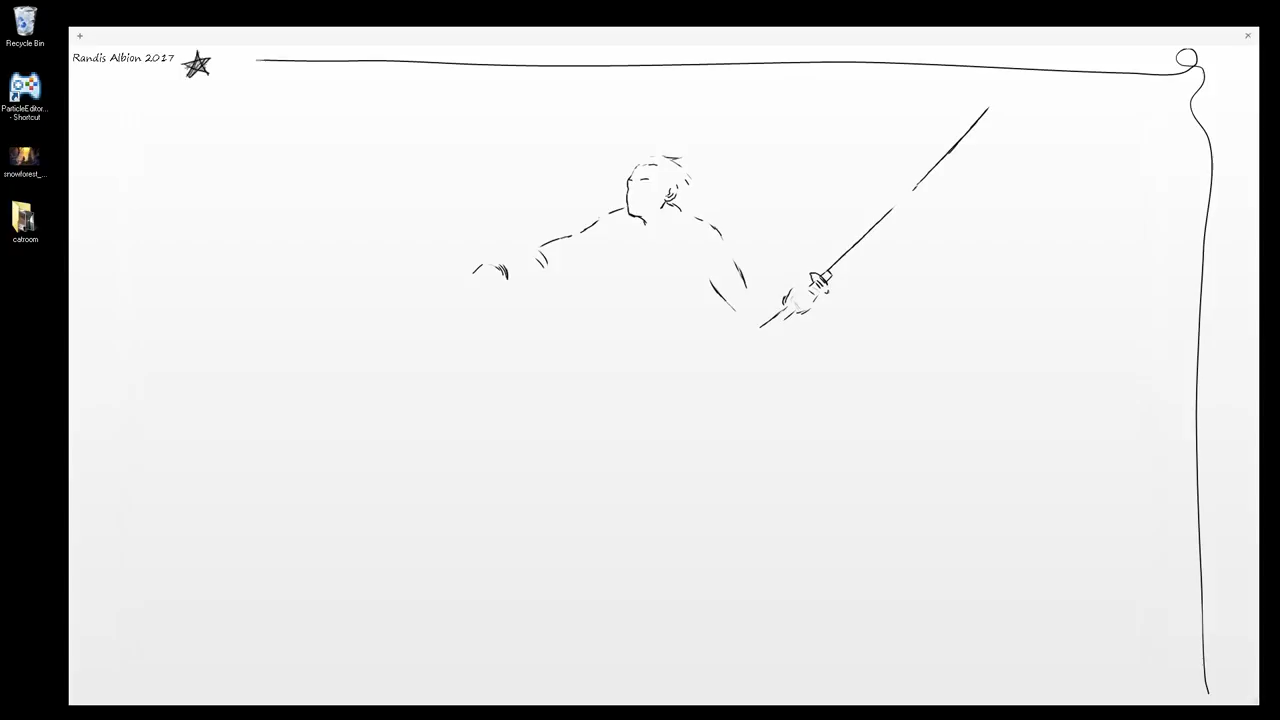 Recycle Bin
Randis Albion 2017
ParticleEditor...
- Shortcut
snowforest_...
catroom